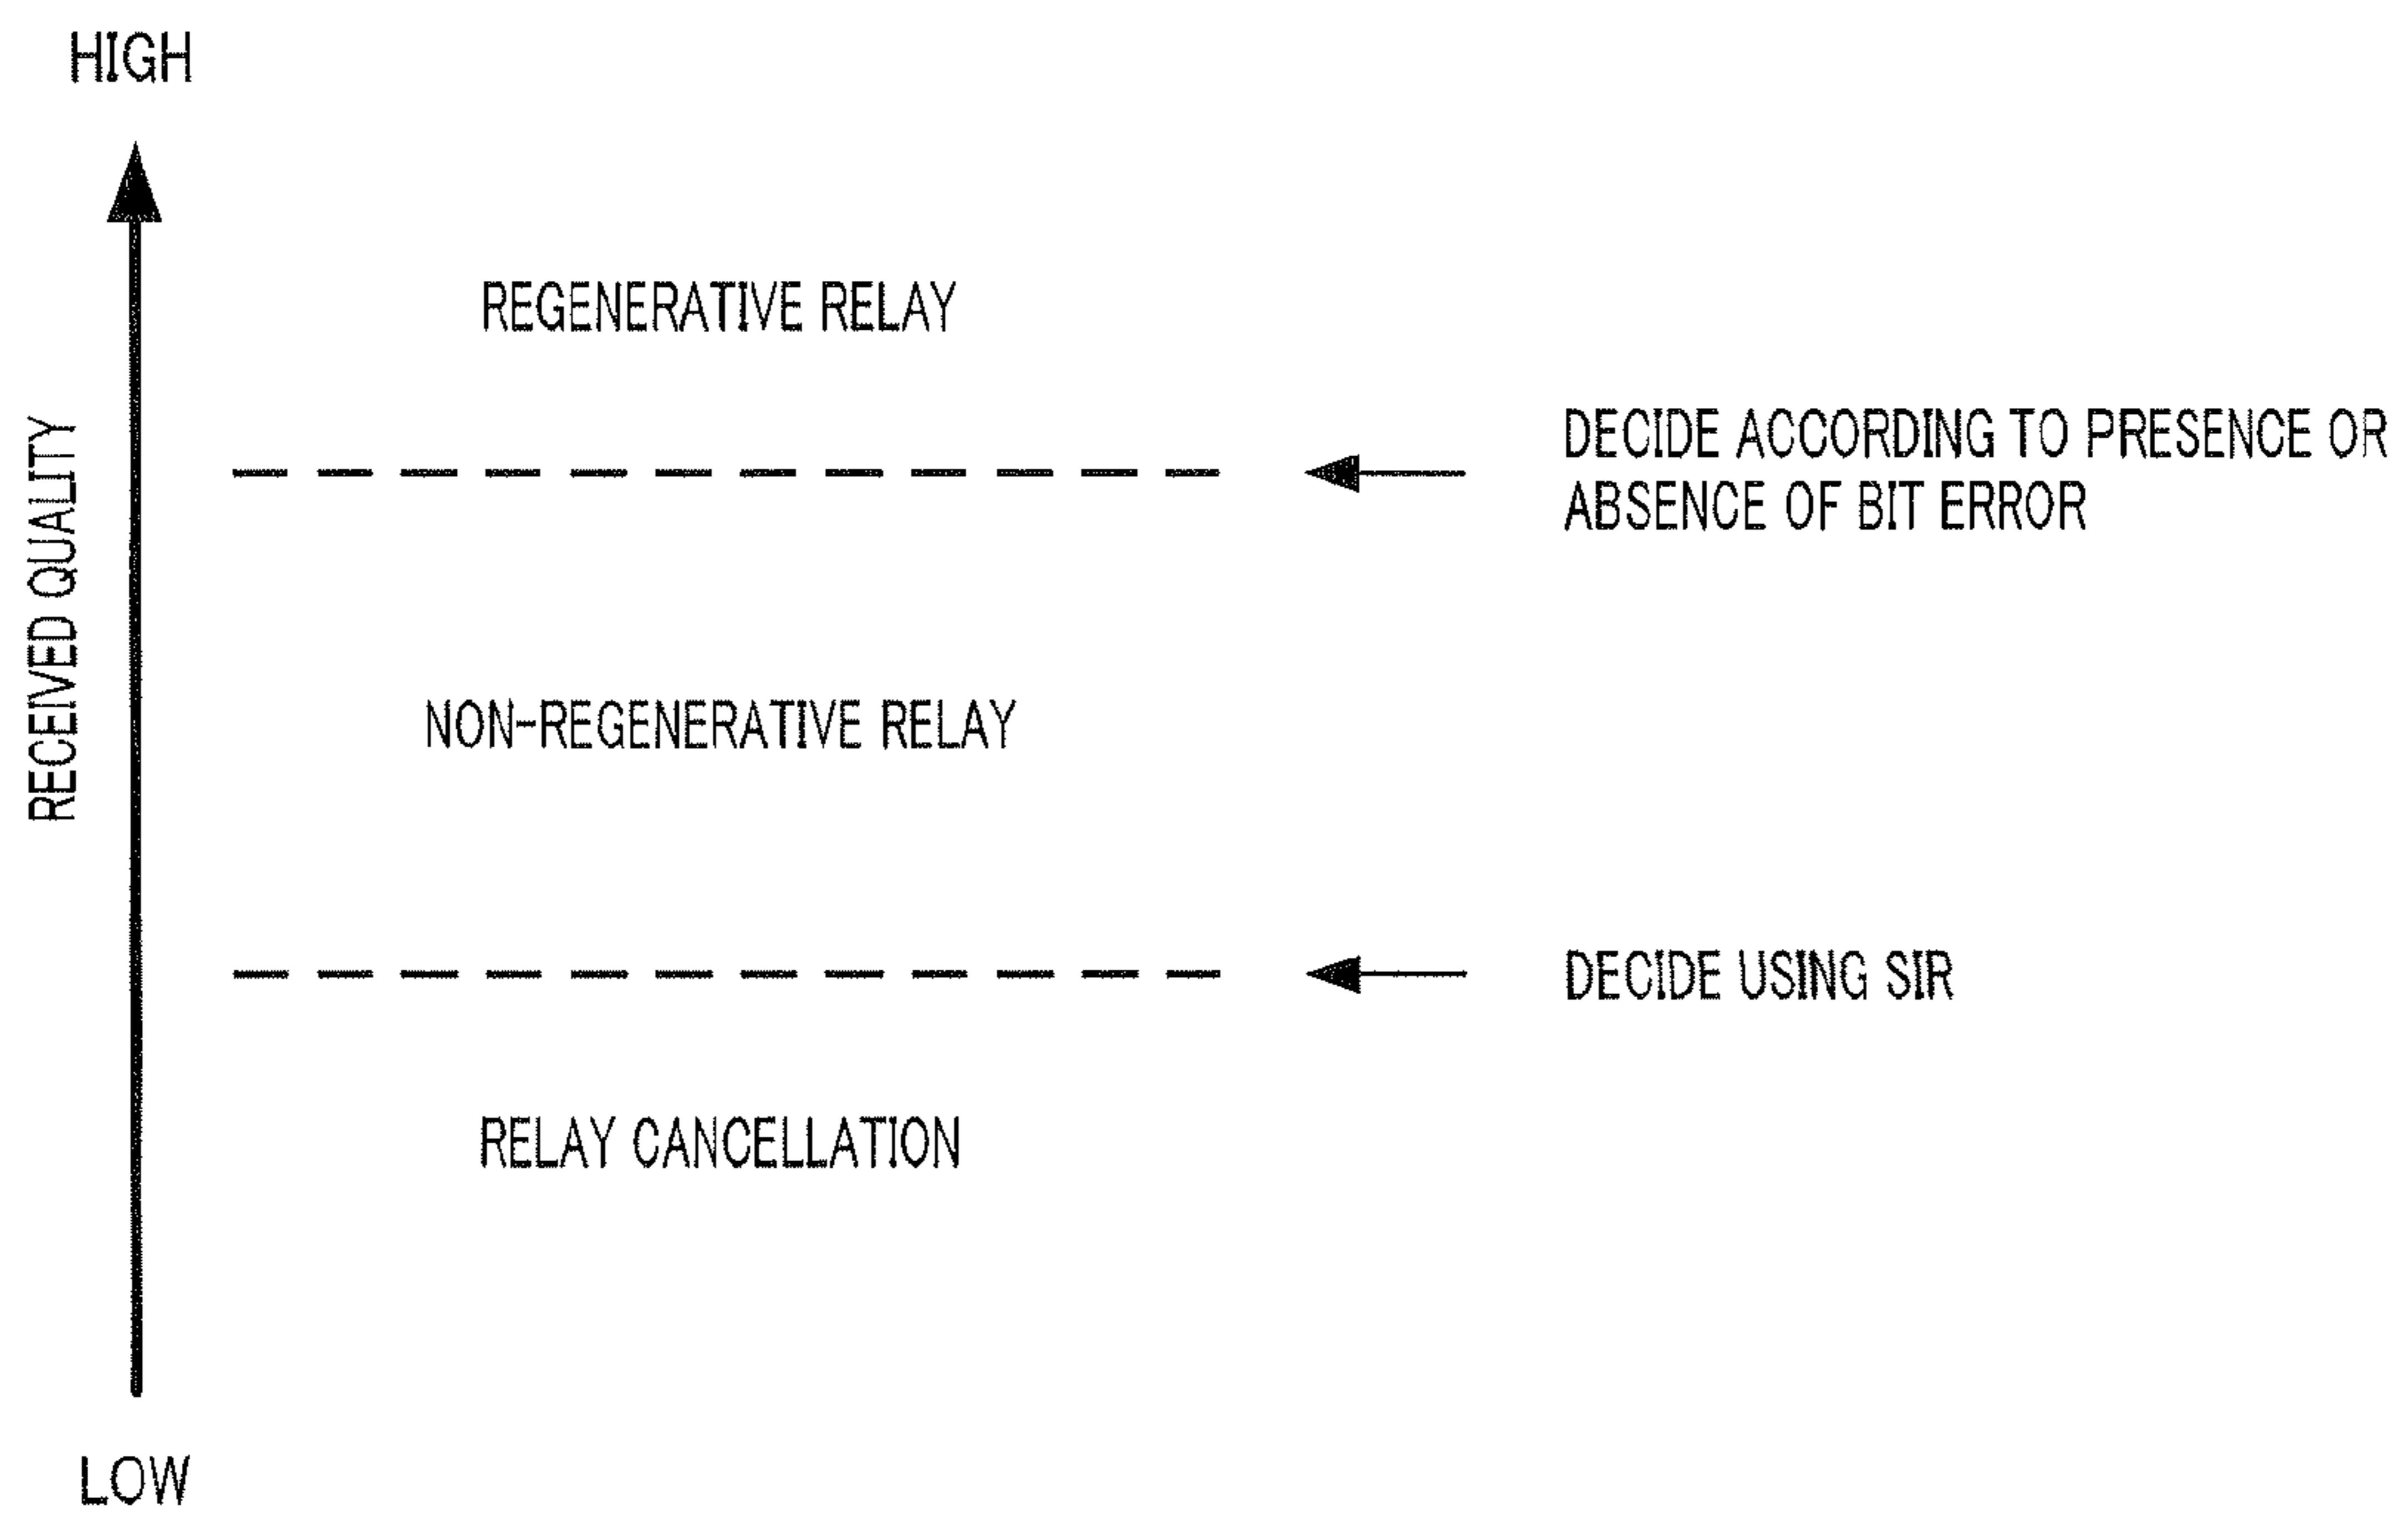 HIGH
REGENERATIVE RELAY
DECIDE ACCORDING TO PRESENCE OR
ABSENCE OF BIT ERROR
RECEIVED QUALITY
NON-REGENERATIVE RELAY
DECIDE USING SIR
RELAY CANCELLATION
LOW